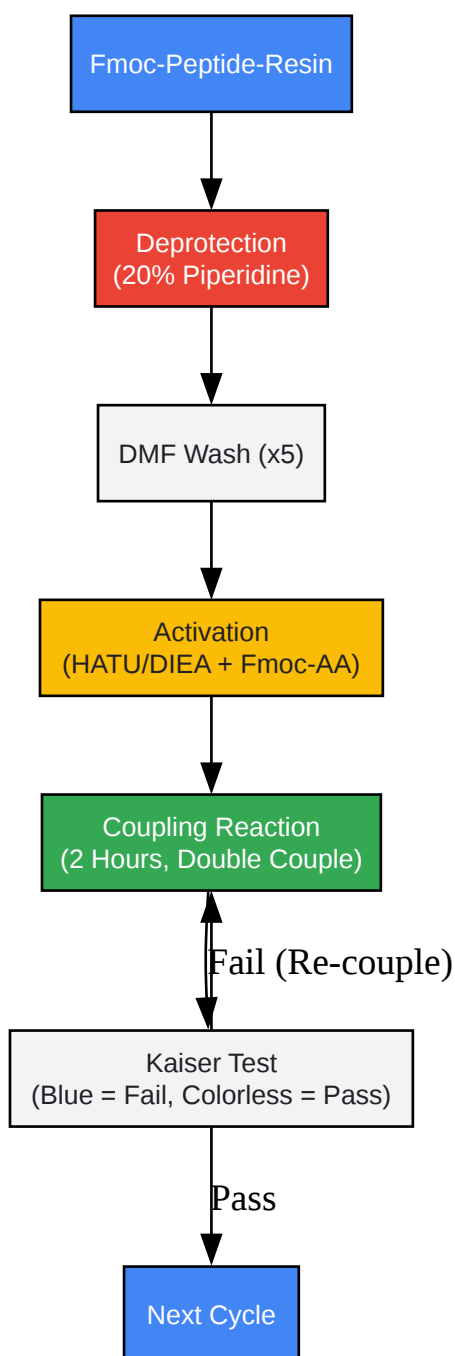 Fmoc-Peptide-Resin
Deprotection
(20% Piperidine)
DMF Wash (x5)
Activation
(HATU/DIEA + Fmoc-AA)
Coupling Reaction
(2 Hours, Double Couple)
Fail (Re-couple)
Kaiser Test
(Blue = Fail, Colorless = Pass)
Pass
Next Cycle